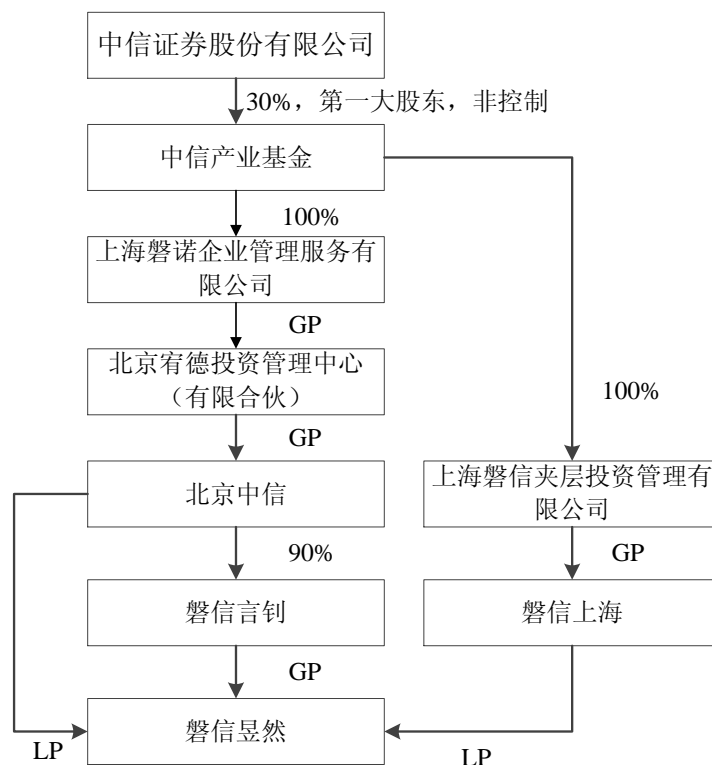 中信证券股份有限公司
30%，第一大股东，非控制
中信产业基金
100%
上海磐诺企业管理服务有
限公司
GP
北京宥德投资管理中心
（有限合伙）
100%
GP
北京中信
上海磐信夹层投资管理有
限公司
90%
GP
磐信言钊
磐信上海
GP
磐信昱然
LP
LP